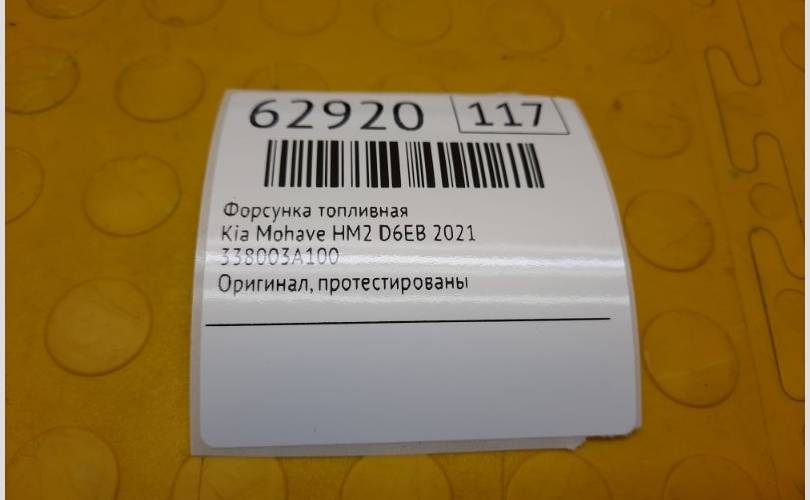 62920 117
Форсунка топливная
Kia Mohave HM2 D6EB 2021
338003A100
Оригинал, протестированы